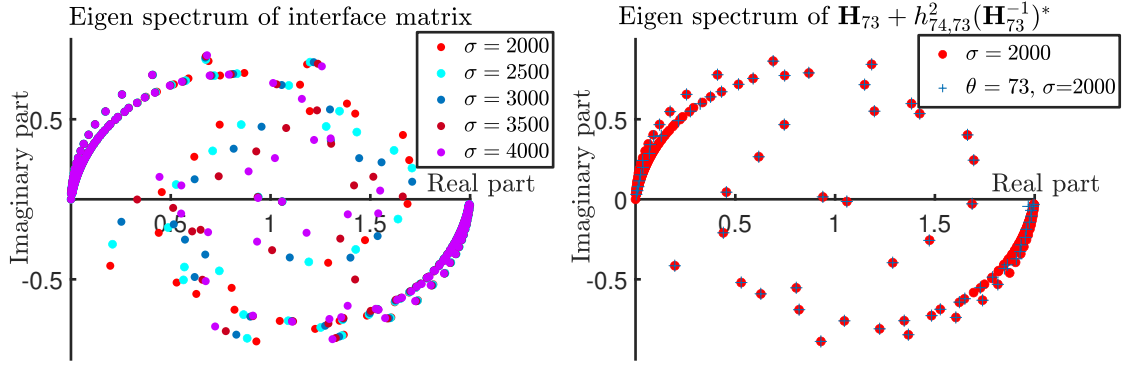 Eigen spectrum of interface matrix
σ = 2000
σ = 2500
σ = 3000
σ = 3500
σ = 4000
Imaginary part
Real part
0.5
0
-0.5
0.5
1
1.5
Eigen spectrum of H₇₃ + h²₇₄,₇₃(H₇₃⁻¹)*
σ = 2000
θ = 73, σ=2000
Imaginary part
Real part
0.5
0
-0.5
0.5
1
1.5